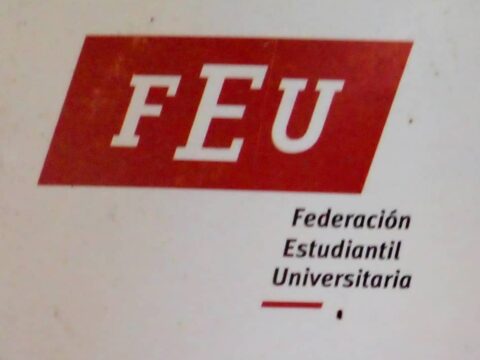 FEU
Federación
Estudiantil
Universitaria